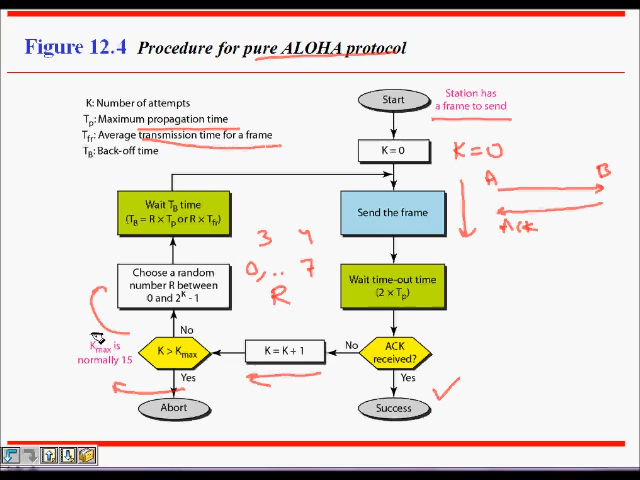 Figure 12.4 Procedure for pure ALOHA protocol
K: Number of attempts
Tp: Maximum propagation time
Tfr: Average transmission time for a frame
TB: Back-off time
Start
Station has
a frame to send
K = 0
K=0
A
B
Ack
Wait TB time
(TB = R × Tp or R × Tfr)
Send the frame
3 4
0, .. 7
R
Choose a random
number R between
0 and 2K - 1
Wait time-out time
(2 × Tp)
No
Kmax is
normally 15
K > Kmax
K = K + 1
No
ACK
received?
Yes
Yes
Abort
Success